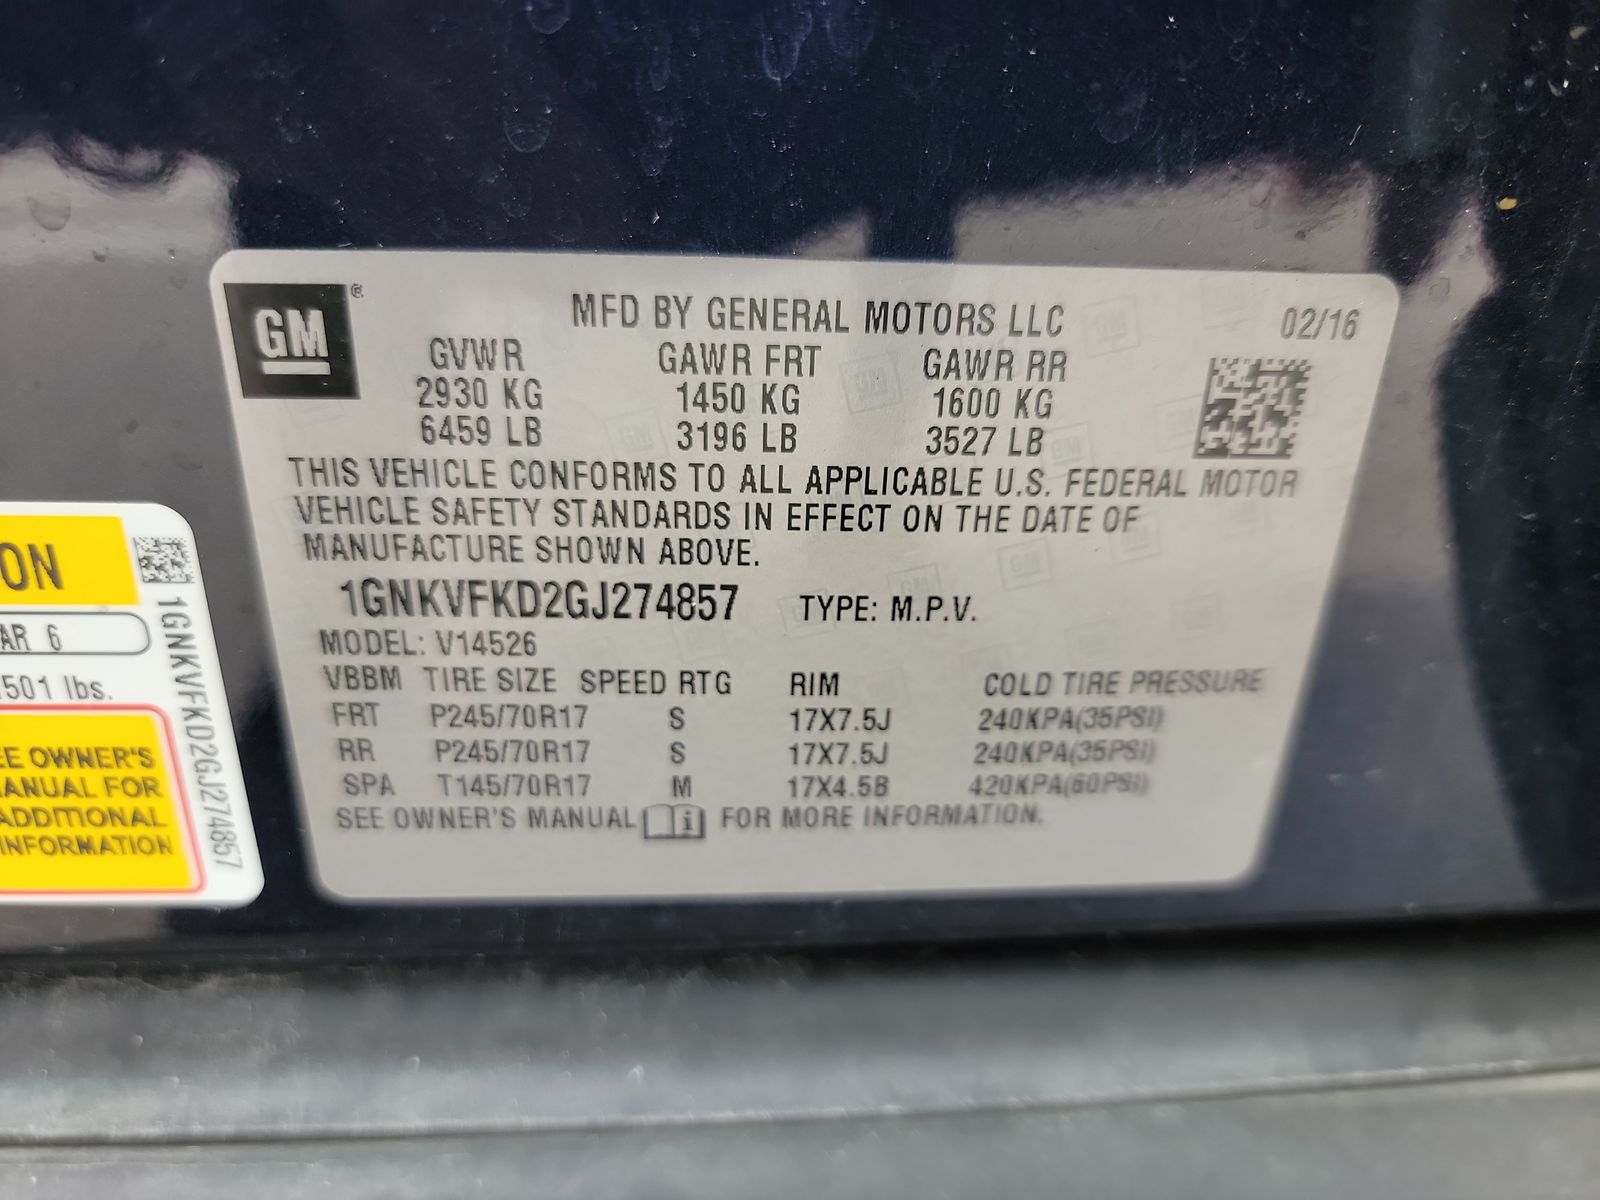 GM®
MFD BY GENERAL MOTORS LLC
02/16
GVWR GAWR FRT GAWR RR
2930 KG 1450 KG 1600 KG
6459 LB 3196 LB 3527 LB
THIS VEHICLE CONFORMS TO ALL APPLICABLE U.S. FEDERAL MOTOR
VEHICLE SAFETY STANDARDS IN EFFECT ON THE DATE OF
MANUFACTURE SHOWN ABOVE.
1GNKVFKD2GJ274857 TYPE: M.P.V.
MODEL: V14526
VBBM TIRE SIZE SPEED RTG RIM COLD TIRE PRESSURE
FRT P245/70R17 S 17X7.5J 240KPA(35PSI)
RR P245/70R17 S 17X7.5J 240KPA(35PSI)
SPA T145/70R17 M 17X4.5B 420KPA(60PSI)
SEE OWNER'S MANUAL i FOR MORE INFORMATION.
ON
AR 6
501 lbs.
EE OWNER'S
ANUAL FOR
ADDITIONAL
INFORMATION
1GNKVFKD2GJ274857